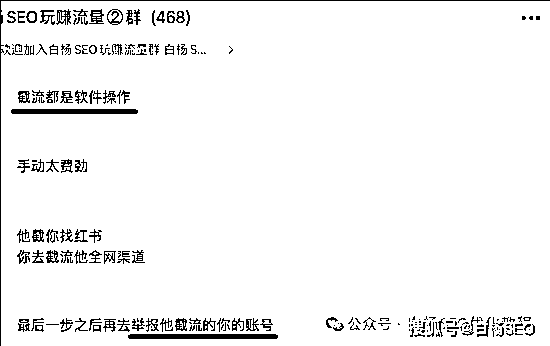 SEO玩赚流量②群 (468)
欢迎加入白杨SEO玩赚流量群 白杨S...
截流都是软件操作
手动太费劲
他截你找红书
你去截流他全网渠道
最后一步之后再去举报他截流的你的账号
公众号·
搜狐号@白杨SEO